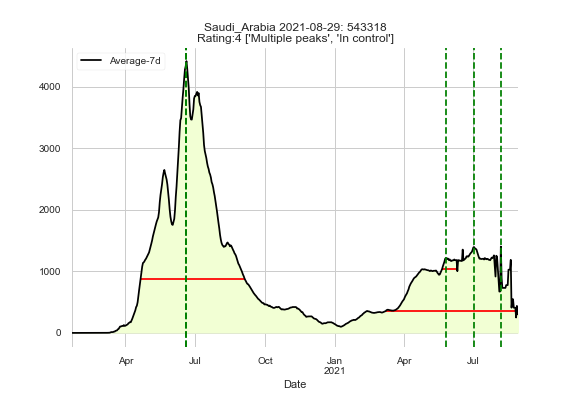 Saudi_Arabia 2021-08-29: 543318
Rating:4 ['Multiple peaks', 'In control']
Average-7d
4000
3000
2000
1000
0
Apr Jul Oct Jan Apr Jul
2021
Date